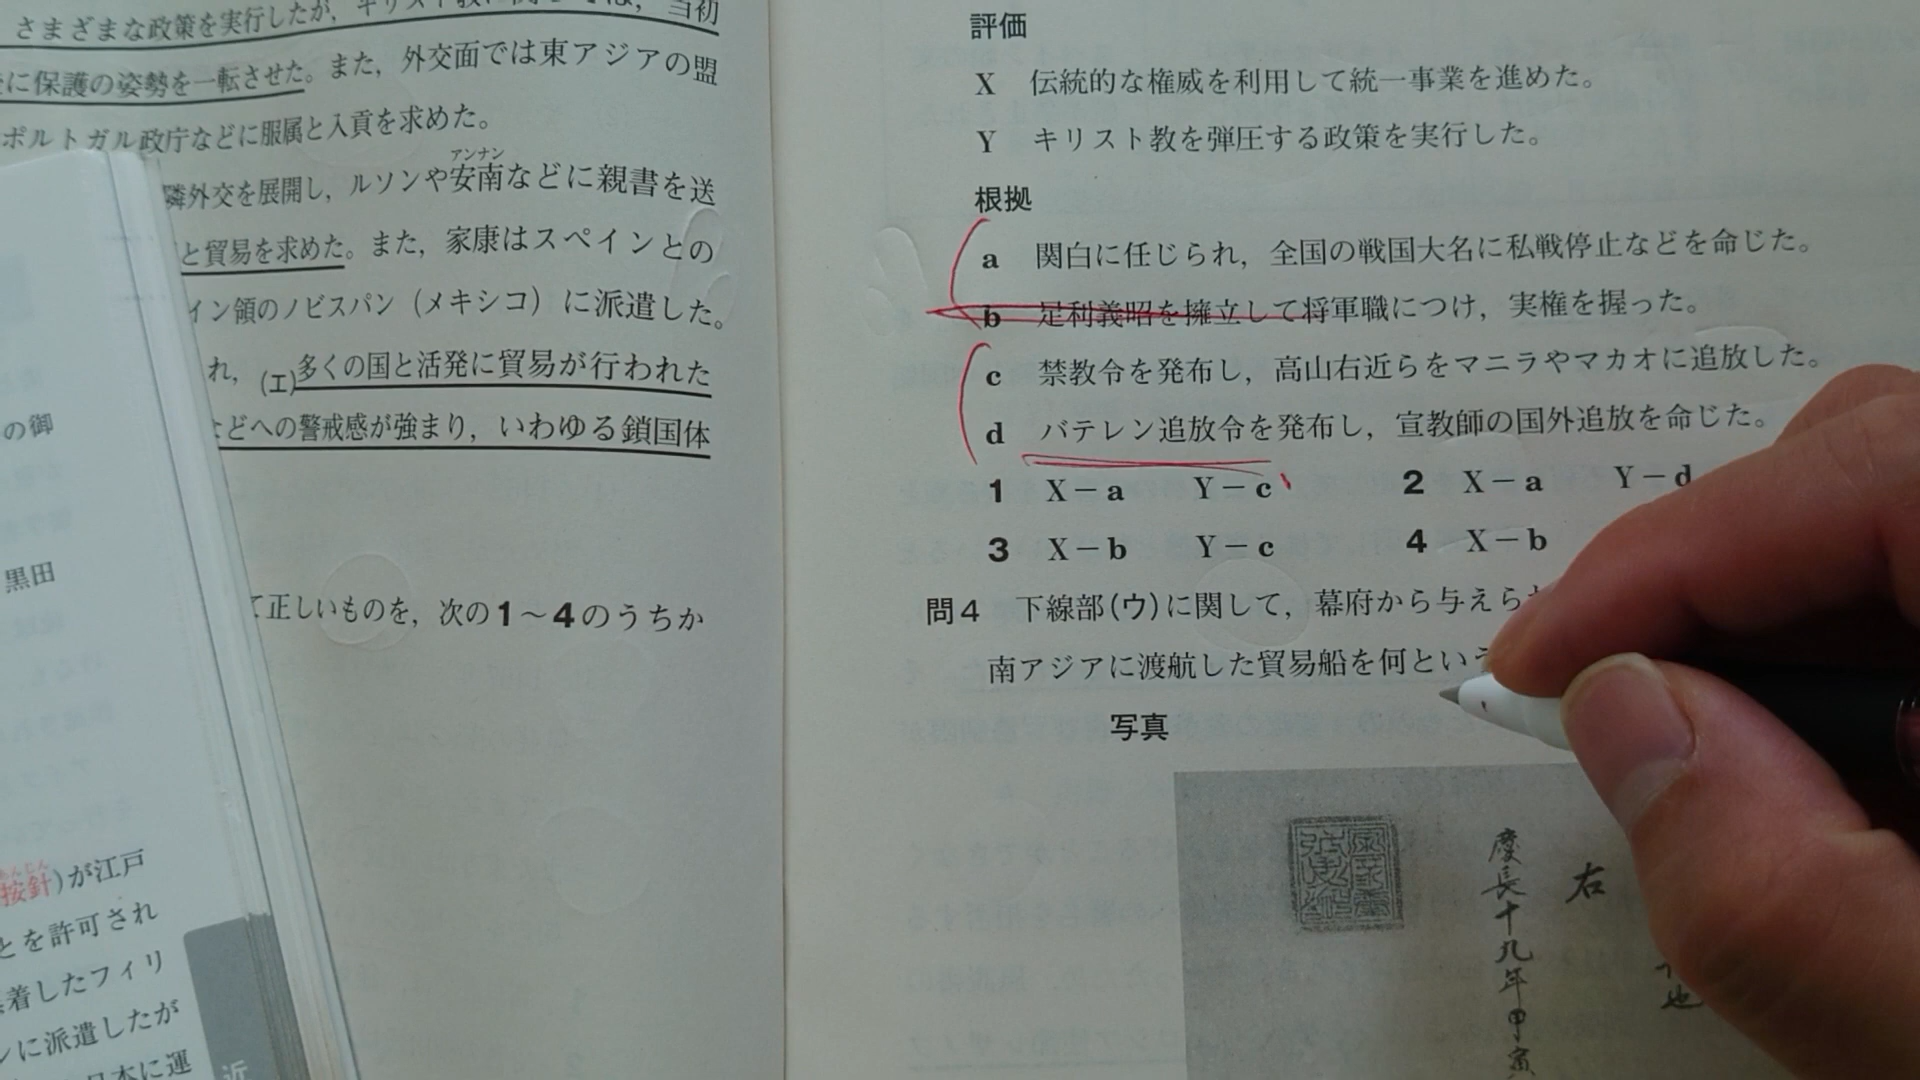 さまざまな政策を実行したが，キリスト教に関しては，当初
に保護の姿勢を一転させた。また，外交面では東アジアの盟
ポルトガル政庁などに服属と入貢を求めた。
アンナン
隣外交を展開し，ルソンや安南などに親書を送
と貿易を求めた。また，家康はスペインとの
イン領のノビスパン（メキシコ）に派遣した。
れ，(エ)多くの国と活発に貿易が行われた
どへの警戒感が強まり，いわゆる鎖国体
の御
黒田
て正しいものを，次の1～4のうちか
あんじん
按針)が江戸
とを許可され
着したフィリ
ンに派遣したが
日本に運
近
評価
X 伝統的な権威を利用して統一事業を進めた。
Y キリスト教を弾圧する政策を実行した。
根拠
a 関白に任じられ，全国の戦国大名に私戦停止などを命じた。
b 足利義昭を擁立して将軍職につけ，実権を握った。
c 禁教令を発布し，高山右近らをマニラやマカオに追放した。
d バテレン追放令を発布し，宣教師の国外追放を命じた。
1 X－a Y－c 2 X－a Y－d
3 X－b Y－c 4 X－b
問4 下線部(ウ)に関して，幕府から与えら
南アジアに渡航した貿易船を何という
写真
右
慶長十九年甲寅
也